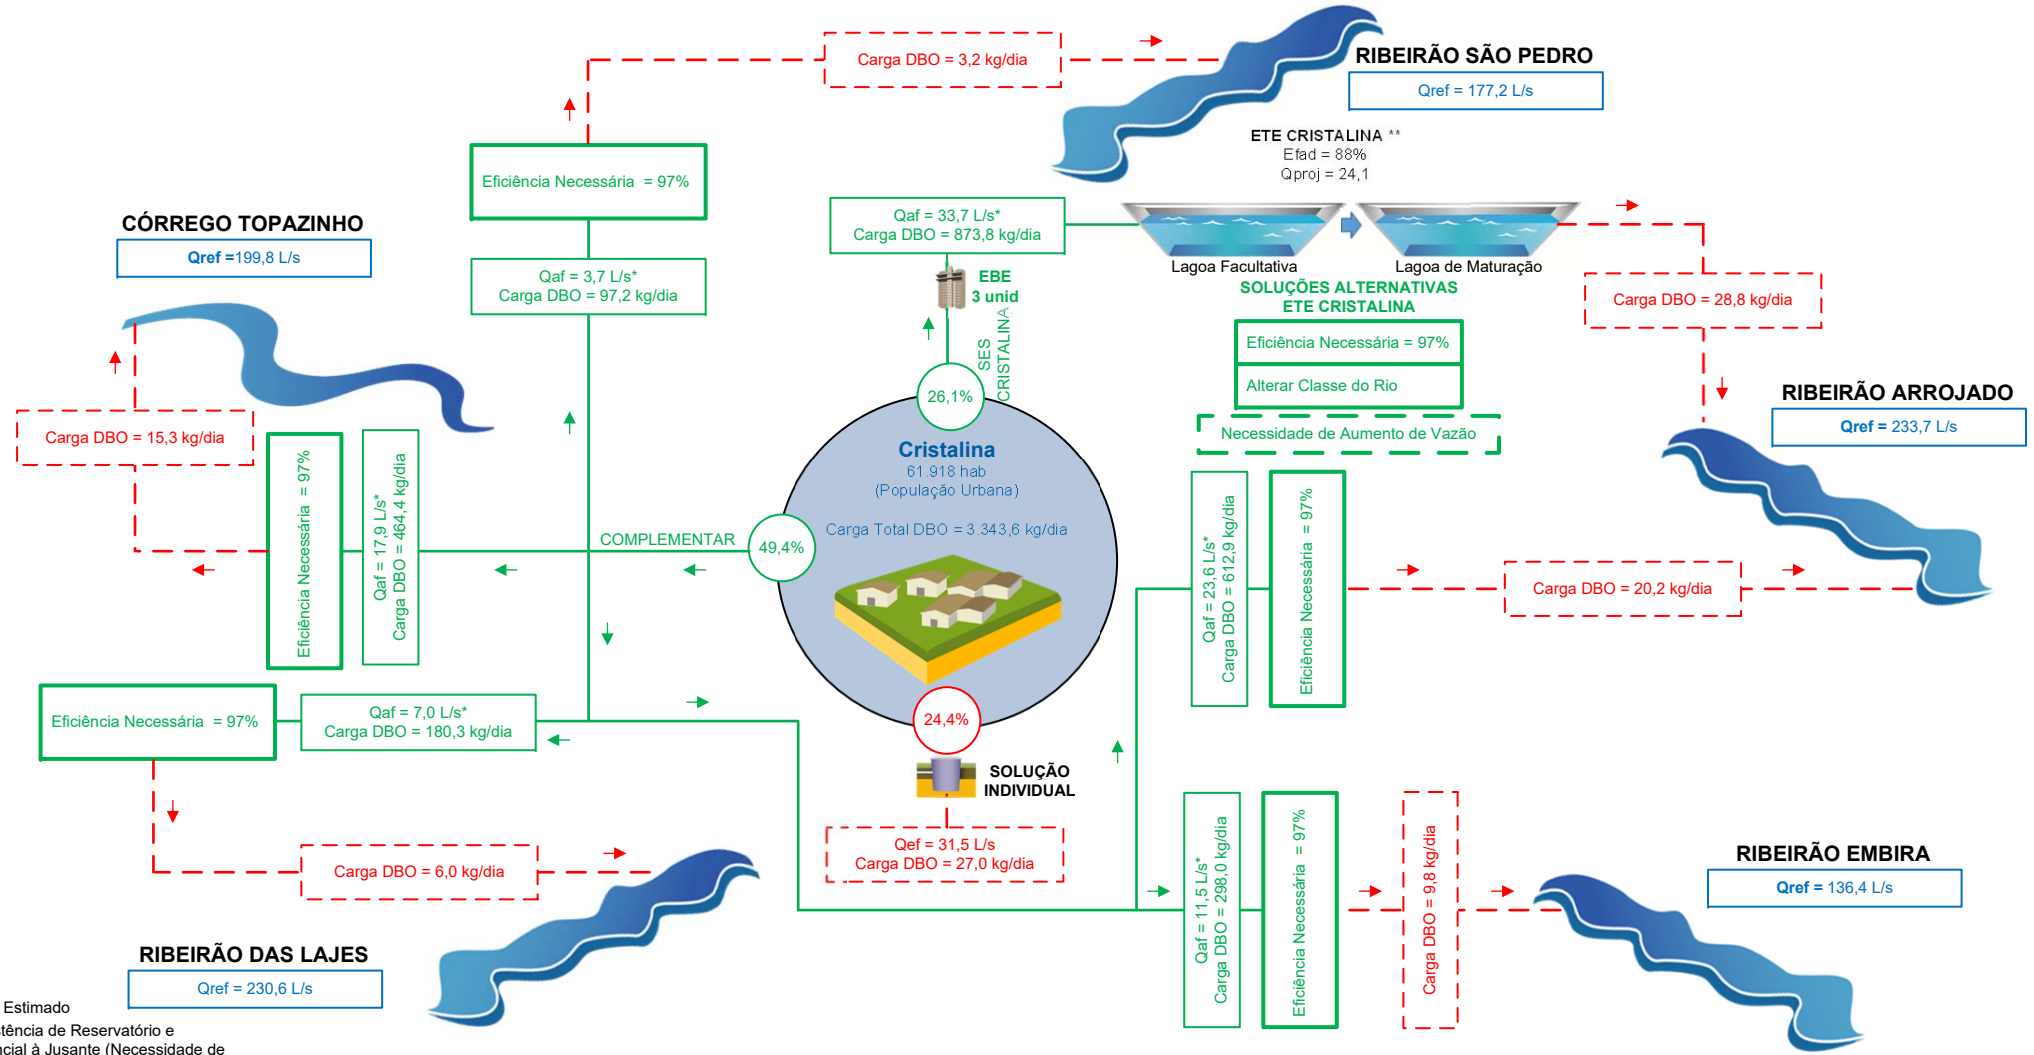 Carga DBO = 3,2 kg/dia
RIBEIRÃO SÃO PEDRO
Qref = 177,2 L/s
ETE CRISTALINA **
Efad = 88%
Qproj = 24,1
Eficiência Necessária = 97%
CÓRREGO TOPAZINHO
Qref =199,8 L/s
Qaf = 33,7 L/s*
Carga DBO = 873,8 kg/dia
Lagoa Facultativa
Lagoa de Maturação
Qaf = 3,7 L/s*
Carga DBO = 97,2 kg/dia
EBE
3 unid
SES
CRISTALINA
SOLUÇÕES ALTERNATIVAS
ETE CRISTALINA
Eficiência Necessária = 97%
Alterar Classe do Rio
Necessidade de Aumento de Vazão
Carga DBO = 28,8 kg/dia
RIBEIRÃO ARROJADO
Qref = 233,7 L/s
26,1%
Cristalina
61.918 hab
(População Urbana)
Carga Total DBO = 3.343,6 kg/dia
Carga DBO = 15,3 kg/dia
Eficiência Necessária = 97%
Qaf = 17,9 L/s*
Carga DBO = 464,4 kg/dia
COMPLEMENTAR
49,4%
Qaf = 23,6 L/s*
Carga DBO = 612,9 kg/dia
Eficiência Necessária = 97%
Carga DBO = 20,2 kg/dia
Eficiência Necessária = 97%
Qaf = 7,0 L/s*
Carga DBO = 180,3 kg/dia
24,4%
SOLUÇÃO
INDIVIDUAL
Qef = 31,5 L/s
Carga DBO = 27,0 kg/dia
Carga DBO = 6,0 kg/dia
Qaf = 11,5 L/s*
Carga DBO = 298,0 kg/dia
Eficiência Necessária = 97%
Carga DBO = 9,8 kg/dia
RIBEIRÃO EMBIRA
Qref = 136,4 L/s
RIBEIRÃO DAS LAJES
Qref = 230,6 L/s
Estimado
stência de Reservatório e
ncial à Jusante (Necessidade de